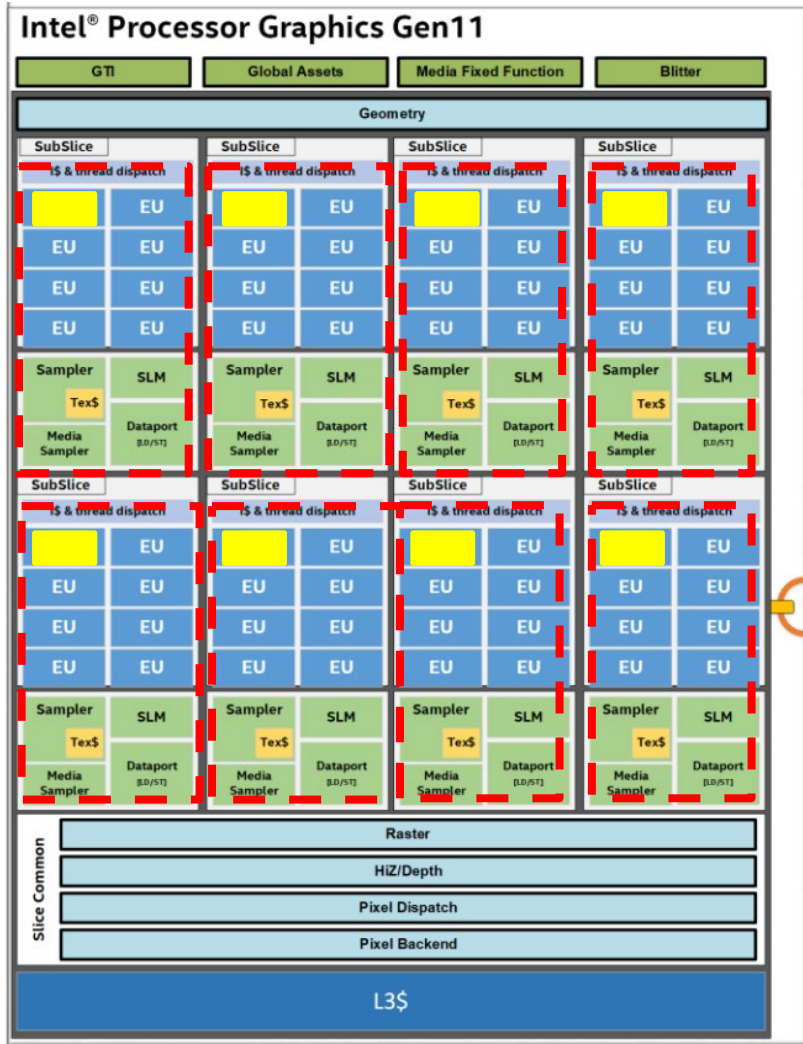 Intel® Processor Graphics Gen11
GTI Global Assets Media Fixed Function Blitter
Geometry
SubSlice SubSlice SubSlice SubSlice
I$ & thread dispatch I$ & thread dispatch I$ & thread dispatch I$ & thread dispatch
EU EU EU EU
EU EU EU EU EU EU EU EU
EU EU EU EU EU EU EU EU
EU EU EU EU EU EU EU EU
Sampler SLM Sampler SLM Sampler SLM Sampler SLM
Tex$ Tex$ Tex$ Tex$
Media Sampler Dataport [LD/ST] Media Sampler Dataport [LD/ST] Media Sampler Dataport [LD/ST] Media Sampler Dataport [LD/ST]
SubSlice SubSlice SubSlice SubSlice
I$ & thread dispatch I$ & thread dispatch I$ & thread dispatch I$ & thread dispatch
EU EU EU EU
EU EU EU EU EU EU EU EU
EU EU EU EU EU EU EU EU
EU EU EU EU EU EU EU EU
Sampler SLM Sampler SLM Sampler SLM Sampler SLM
Tex$ Tex$ Tex$ Tex$
Media Sampler Dataport [LD/ST] Media Sampler Dataport [LD/ST] Media Sampler Dataport [LD/ST] Media Sampler Dataport [LD/ST]
Slice Common
Raster
HiZ/Depth
Pixel Dispatch
Pixel Backend
L3$